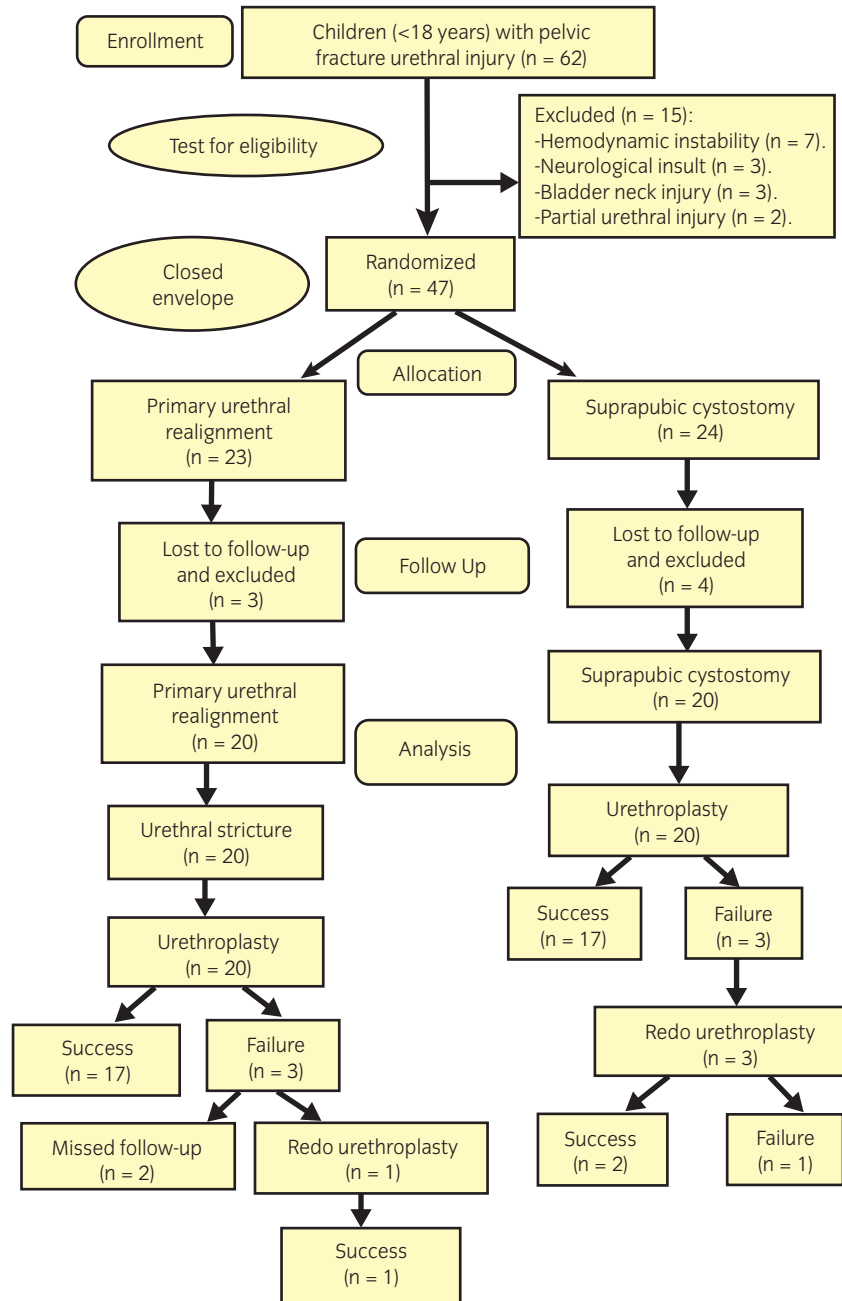 Enrollment
Children (<18 years) with pelvic
fracture urethral injury (n = 62)
Test for eligibility
Excluded (n = 15):
-Hemodynamic instability (n = 7).
-Neurological insult (n = 3).
-Bladder neck injury (n = 3).
-Partial urethral injury (n = 2).
Closed
envelope
Randomized
(n = 47)
Allocation
Primary urethral
realignment
(n = 23)
Suprapubic cystostomy
(n = 24)
Lost to follow-up
and excluded
(n = 3)
Follow Up
Lost to follow-up
and excluded
(n = 4)
Primary urethral
realignment
(n = 20)
Analysis
Suprapubic cystostomy
(n = 20)
Urethral stricture
(n = 20)
Urethroplasty
(n = 20)
Urethroplasty
(n = 20)
Success
(n = 17)
Failure
(n = 3)
Success
(n = 17)
Failure
(n = 3)
Redo urethroplasty
(n = 3)
Missed follow-up
(n = 2)
Redo urethroplasty
(n = 1)
Success
(n = 2)
Failure
(n = 1)
Success
(n = 1)